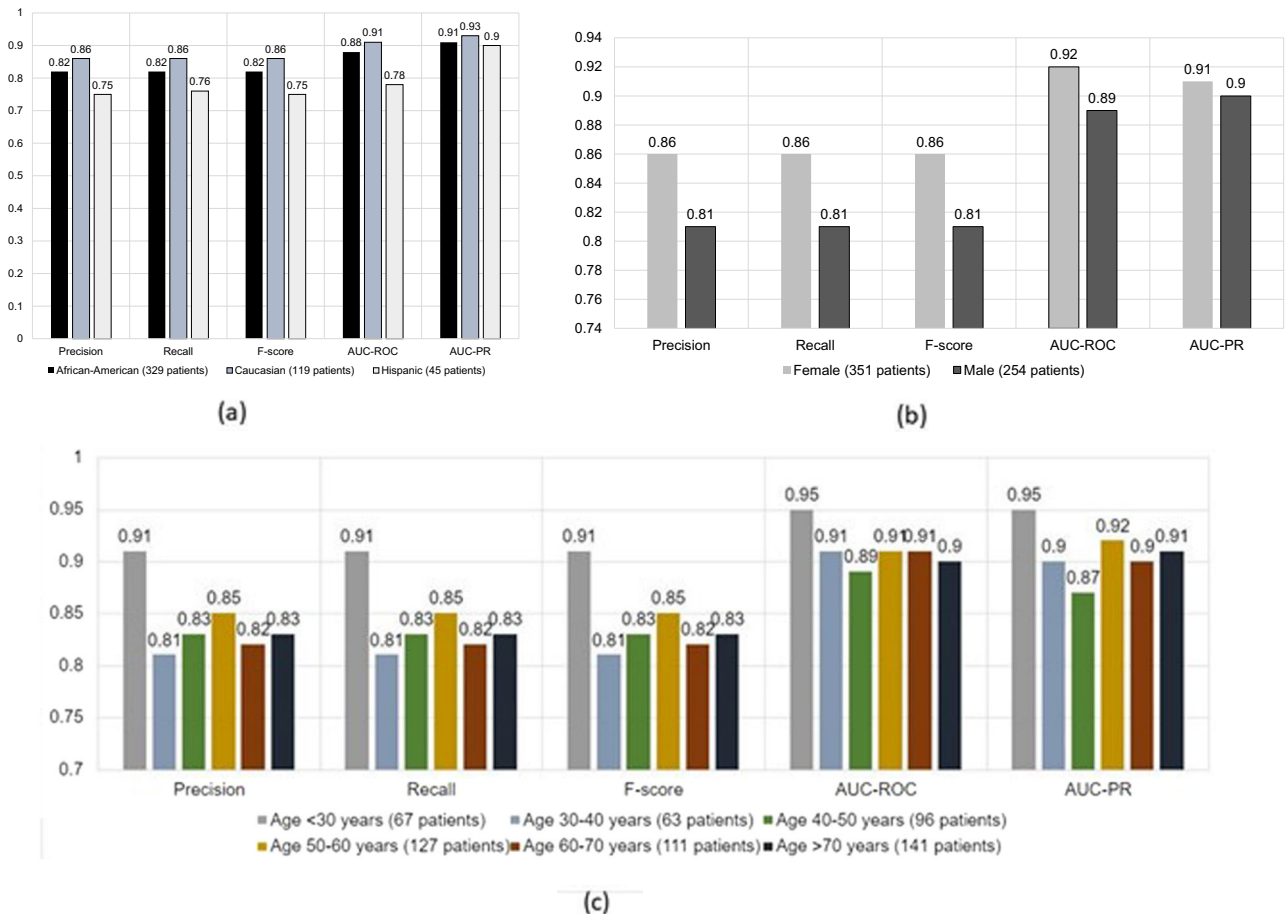 1
0.9
0.8
0.7
0.6
0.5
0.4
0.3
0.2
0.1
0
0.82 0.86 0.75 0.82 0.86 0.76 0.82 0.86 0.75 0.88 0.91 0.78 0.91 0.93 0.9
Precision Recall F-score AUC-ROC AUC-PR
African-American (329 patients) Caucasian (119 patients) Hispanic (45 patients)
(a)
0.94
0.92
0.9
0.88
0.86
0.84
0.82
0.8
0.78
0.76
0.74
0.86 0.81 0.86 0.81 0.86 0.81 0.92 0.89 0.91 0.9
Precision Recall F-score AUC-ROC AUC-PR
Female (351 patients) Male (254 patients)
(b)
1
0.95
0.9
0.85
0.8
0.75
0.7
0.91 0.81 0.83 0.85 0.82 0.83 0.91 0.81 0.83 0.85 0.82 0.83 0.91 0.81 0.83 0.85 0.82 0.83 0.95 0.91 0.89 0.91 0.91 0.9 0.95 0.9 0.87 0.92 0.9 0.91
Precision Recall F-score AUC-ROC AUC-PR
Age <30 years (67 patients) Age 30-40 years (63 patients) Age 40-50 years (96 patients)
Age 50-60 years (127 patients) Age 60-70 years (111 patients) Age >70 years (141 patients)
(c)